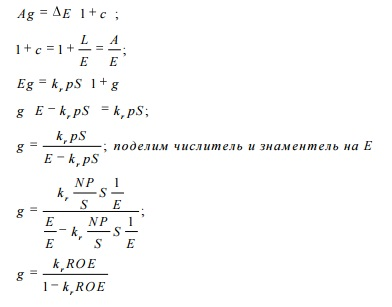 Ag = ΔE  1 + c ;
1 + c = 1 + L/E = A/E;
Eg = k_r pS  1 + g
g  E − k_r pS  = k_r pS;
g = k_r pS / E − k_r pS; поделим числитель и знаментель на E
g = k_r NP/S S 1/E / E/E − k_r NP/S S 1/E;
g = k_r ROE / 1 − k_r ROE